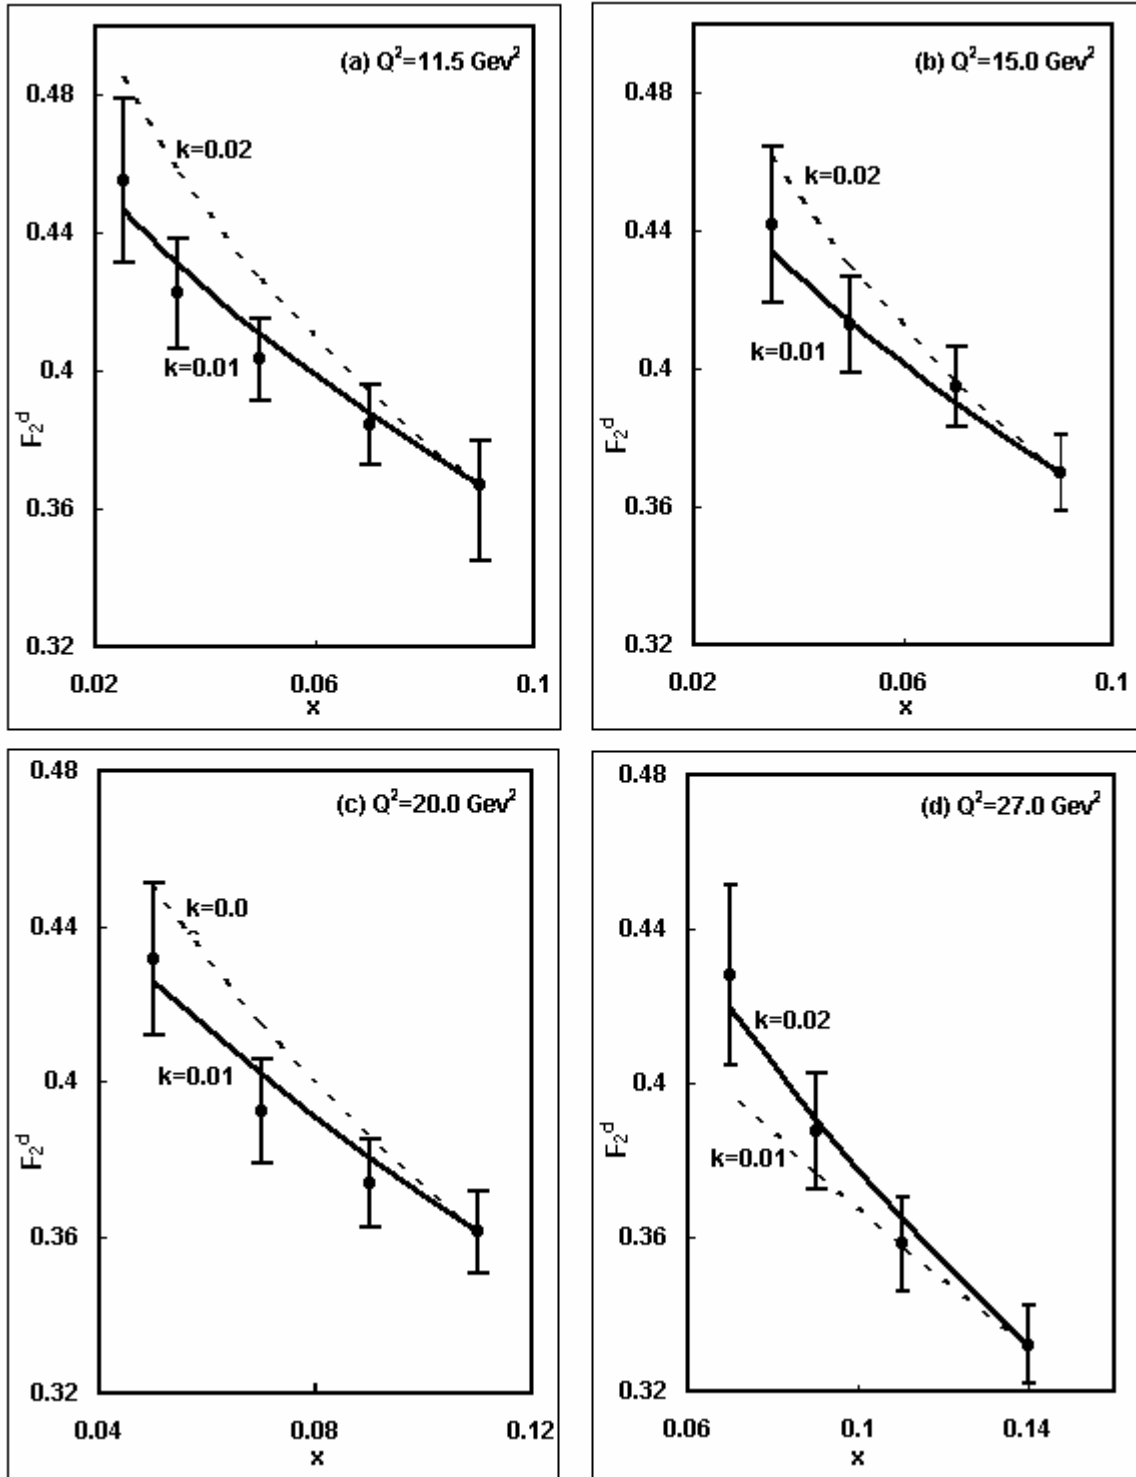 (a) Q²=11.5 Gev²
0.48
k=0.02
0.44
0.4
k=0.01
F₂ᵈ
0.36
0.32
0.02 0.06 0.1
x
(b) Q²=15.0 Gev²
0.48
k=0.02
0.44
k=0.01
0.4
F₂ᵈ
0.36
0.32
0.02 0.06 0.1
x
0.48
(c) Q²=20.0 Gev²
k=0.0
0.44
k=0.01
0.4
F₂ᵈ
0.36
0.32
0.04 0.08 0.12
x
0.48
(d) Q²=27.0 Gev²
0.44
k=0.02
0.4
k=0.01
F₂ᵈ
0.36
0.32
0.06 0.1 0.14
x